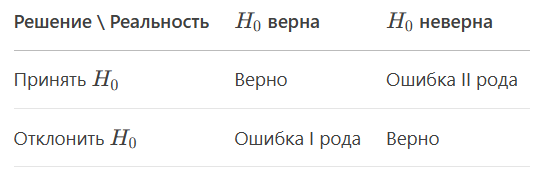 Решение \ Реальность H₀ верна H₀ неверна
Принять H₀ Верно Ошибка II рода
Отклонить H₀ Ошибка I рода Верно